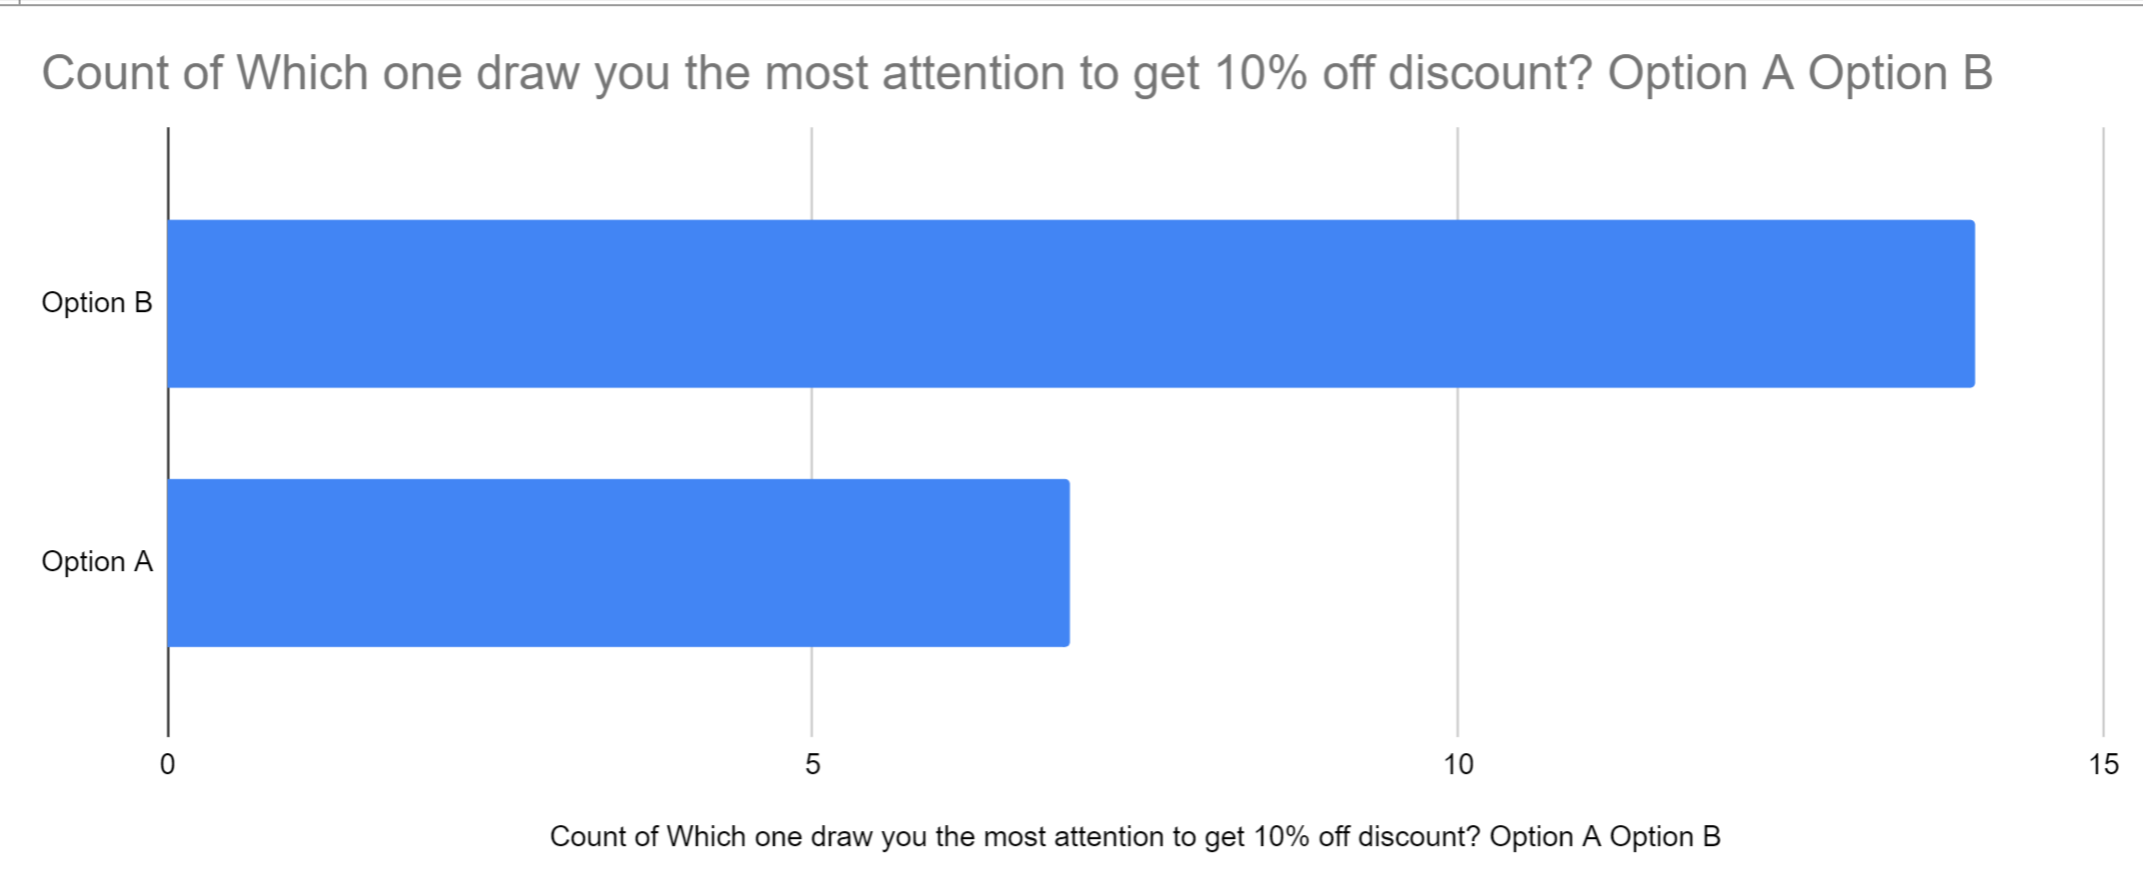 Count of Which one draw you the most attention to get 10% off discount? Option A Option B
Option B
Option A
0 5 10 15
Count of Which one draw you the most attention to get 10% off discount? Option A Option B